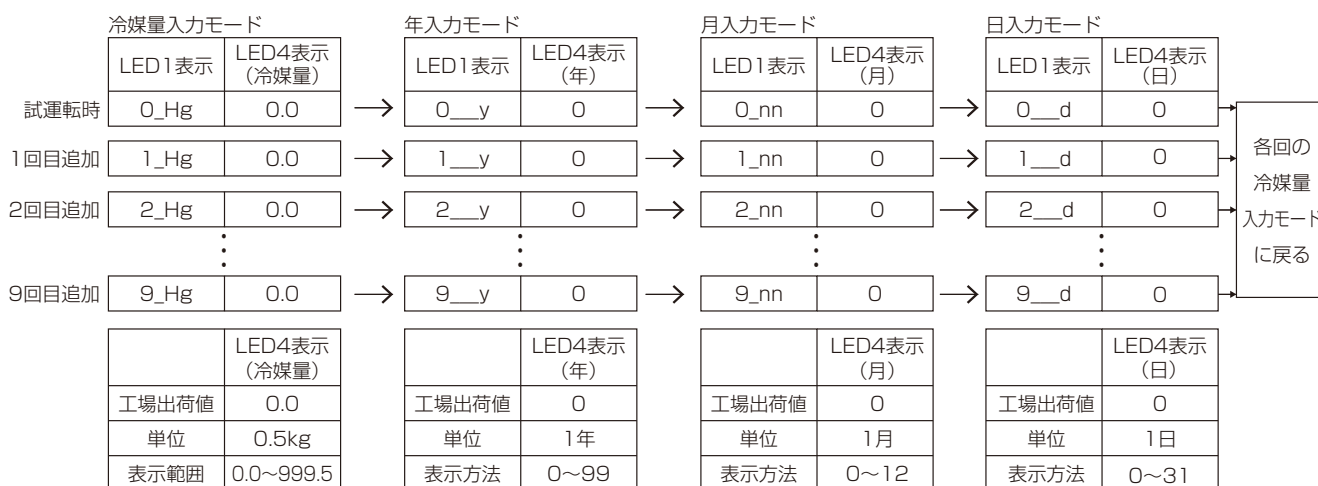 冷媒量入力モード 年入力モード 月入力モード 日入力モード
LED1表示 LED4表示(冷媒量) LED1表示 LED4表示(年) LED1表示 LED4表示(月) LED1表示 LED4表示(日)
試運転時 0_Hg 0.0 → 0__y 0 → 0_nn 0 → 0__d 0
1回目追加 1_Hg 0.0 → 1__y 0 → 1_nn 0 → 1__d 0
2回目追加 2_Hg 0.0 → 2__y 0 → 2_nn 0 → 2__d 0
9回目追加 9_Hg 0.0 → 9__y 0 → 9_nn 0 → 9__d 0
各回の
冷媒量
入力モード
に戻る
LED4表示(冷媒量) LED4表示(年) LED4表示(月) LED4表示(日)
工場出荷値 0.0 工場出荷値 0 工場出荷値 0 工場出荷値 0
単位 0.5kg 単位 1年 単位 1月 単位 1日
表示範囲 0.0〜999.5 表示方法 0〜99 表示方法 0〜12 表示方法 0〜31